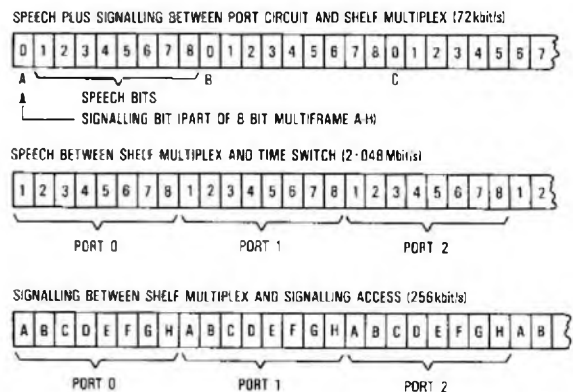 SPEECH PLUS SIGNALLING BETWEEN PORT CIRCUIT AND SHELF MULTIPLEX (72kbit/s)
0 1 2 3 4 5 6 7 8 0 1 2 3 4 5 6 7 8 0 1 2 3 4 5 6 7
A B C
SPEECH BITS
SIGNALLING BIT (PART OF 8 BIT MULTIFRAME A-H)
SPEECH BETWEEN SHELF MULTIPLEX AND TIME SWITCH (2·048 Mbit/s)
1 2 3 4 5 6 7 8 1 2 3 4 5 6 7 8 1 2 3 4 5 6 7 8 1 2
PORT 0 PORT 1 PORT 2
SIGNALLING BETWEEN SHELF MULTIPLEX AND SIGNALLING ACCESS (256kbit/s)
A B C D E F G H A B C D E F G H A B C D E F G H A B
PORT 0 PORT 1 PORT 2